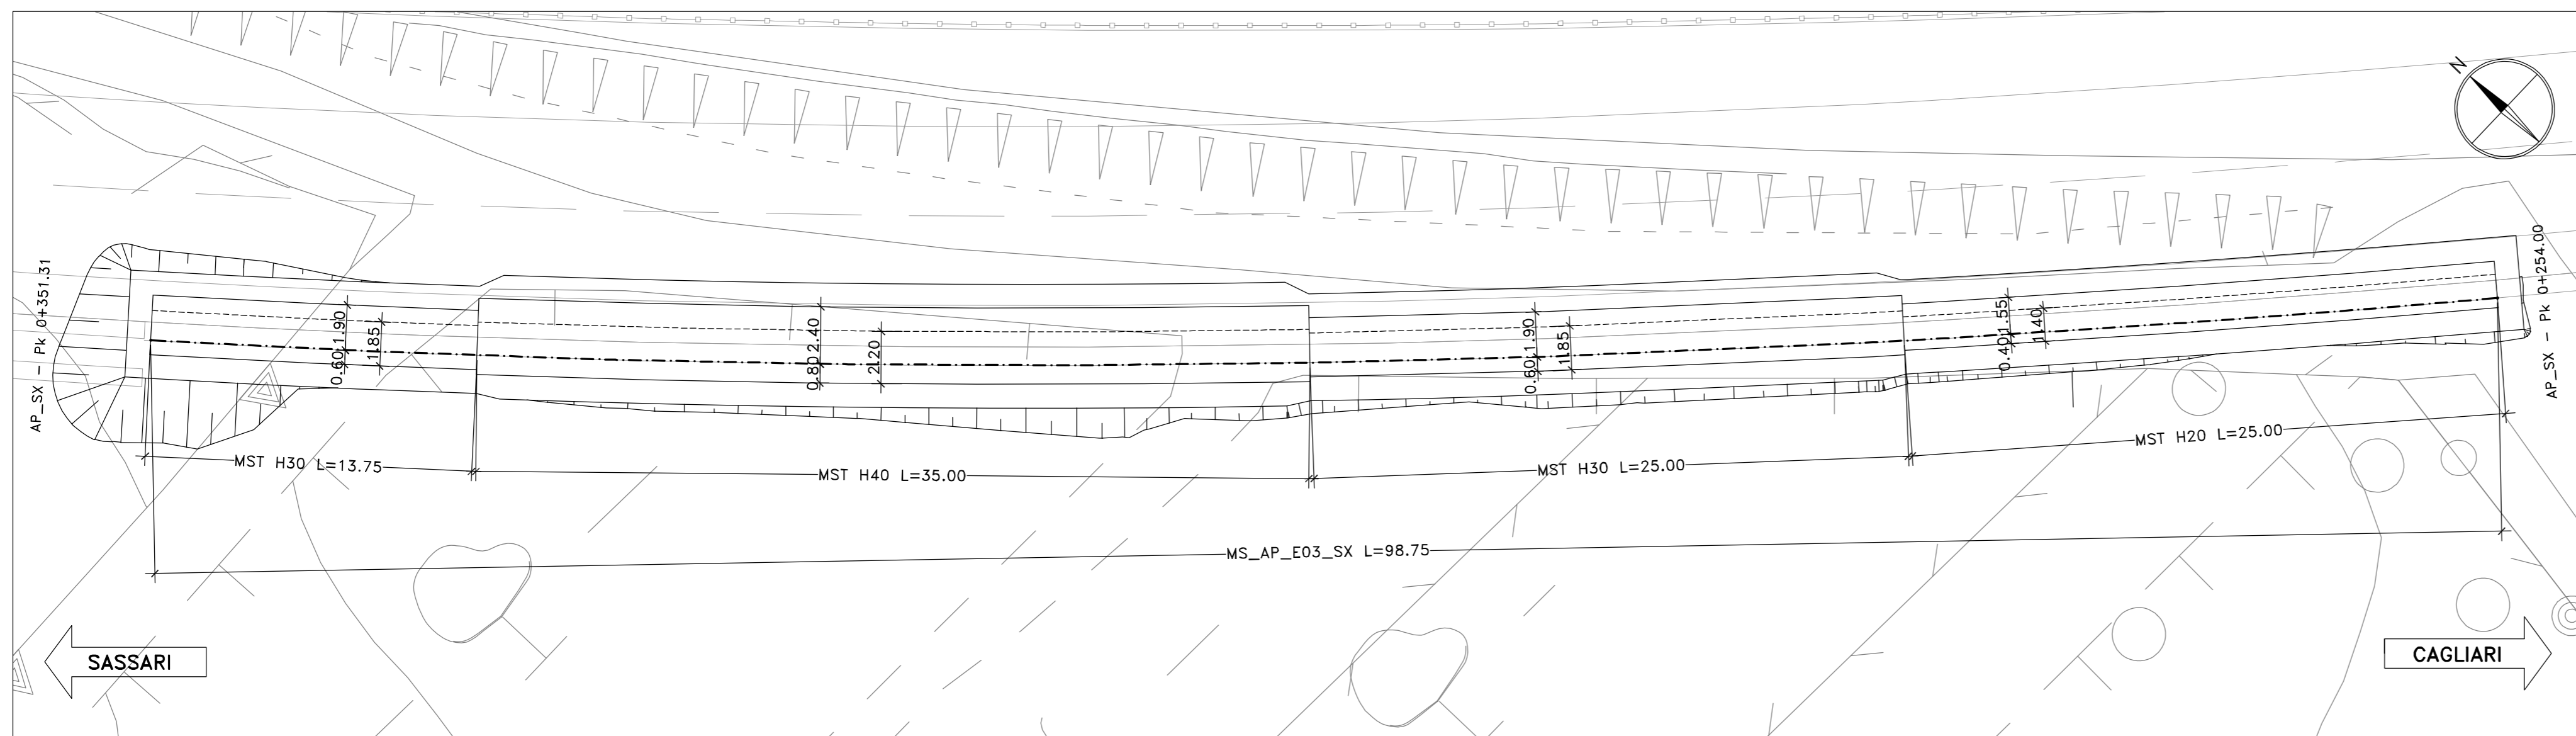 N
AP_SX - Pk 0+351.31
AP_SX - Pk 0+254.00
0.60 1.90
1.85
0.80 2.40
2.20
0.60 1.90
1.85
0.40 1.55
1.40
MST H30 L=13.75
MST H40 L=35.00
MST H30 L=25.00
MST H20 L=25.00
MS_AP_E03_SX L=98.75
SASSARI
CAGLIARI